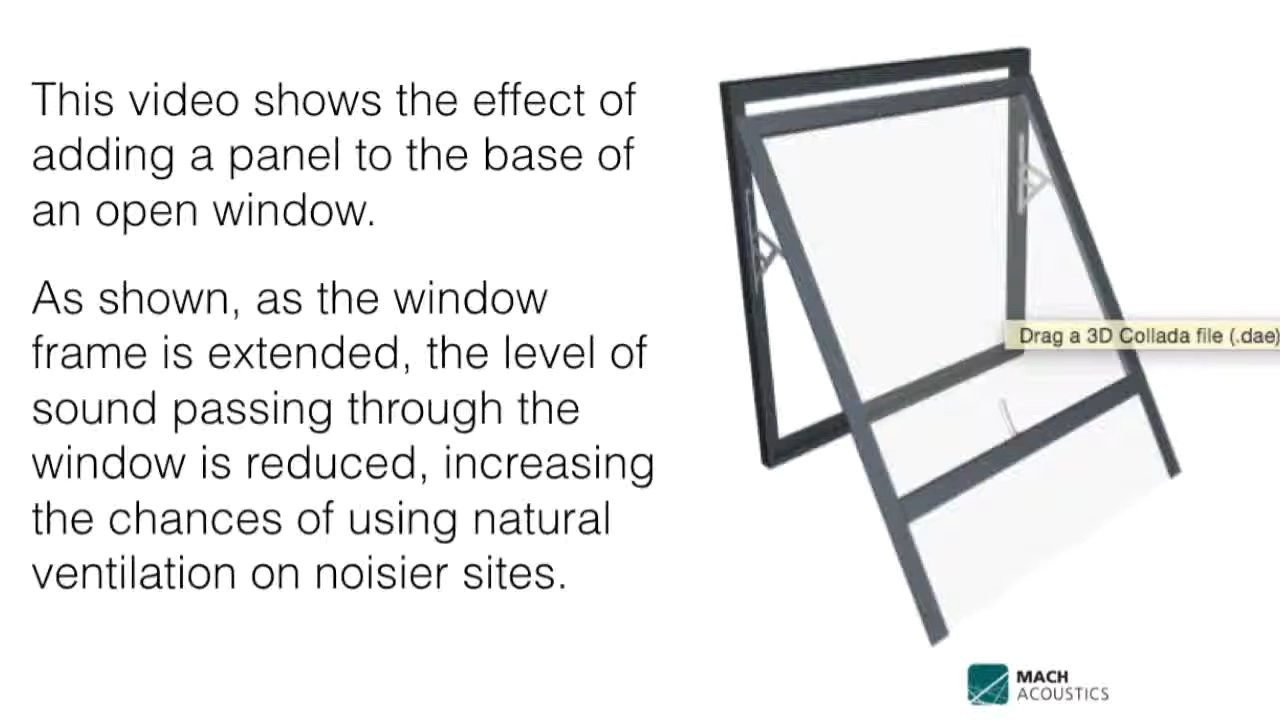 This video shows the effect of
adding a panel to the base of
an open window.
As shown, as the window
frame is extended, the level of
sound passing through the
window is reduced, increasing
the chances of using natural
ventilation on noisier sites.
Drag a 3D Collada file (.dae)
MACH
ACOUSTICS